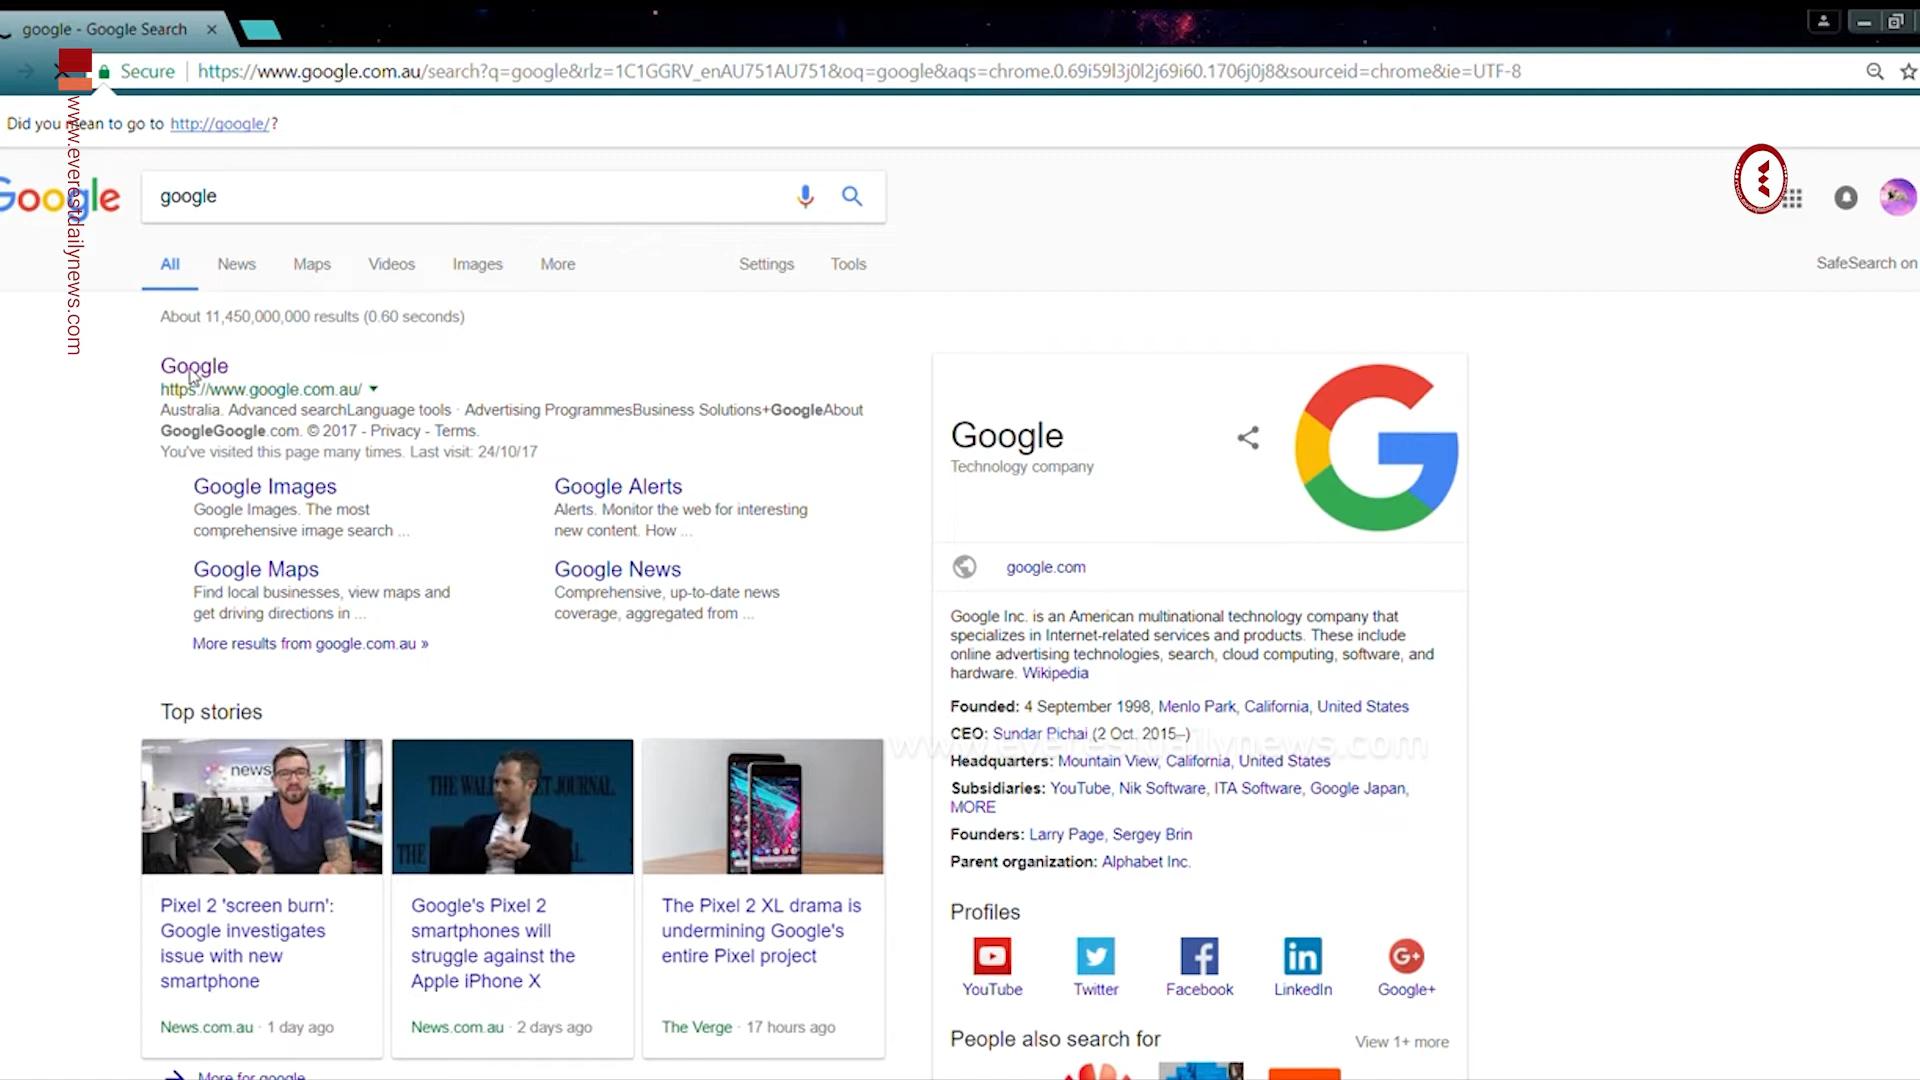 google - Google Search
Secure
https://www.google.com.au/search?q=google&rlz=1C1GGRV_enAU751AU751&oq=google&aqs=chrome.0.69i59l3j0l2j69i60.1706j0j8&sourceid=chrome&ie=UTF-8
Did you mean to go to http://google/?
www.everestdailynews.com
Google
google
All News Maps Videos Images More Settings Tools
SafeSearch on
About 11,450,000,000 results (0.60 seconds)
Google
https://www.google.com.au/
Australia. Advanced searchLanguage tools · Advertising ProgrammesBusiness Solutions+GoogleAbout
GoogleGoogle.com. © 2017 - Privacy - Terms.
You've visited this page many times. Last visit: 24/10/17
Google Images
Google Images. The most
comprehensive image search ...
Google Alerts
Alerts. Monitor the web for interesting
new content. How ...
Google Maps
Find local businesses, view maps and
get driving directions in ...
Google News
Comprehensive, up-to-date news
coverage, aggregated from ...
More results from google.com.au »
Top stories
news
THE WALL STREET JOURNAL.
THE
Pixel 2 'screen burn':
Google investigates
issue with new
smartphone
News.com.au · 1 day ago
Google's Pixel 2
smartphones will
struggle against the
Apple iPhone X
News.com.au · 2 days ago
The Pixel 2 XL drama is
undermining Google's
entire Pixel project
The Verge · 17 hours ago
More for google
Google
Technology company
google.com
Google Inc. is an American multinational technology company that
specializes in Internet-related services and products. These include
online advertising technologies, search, cloud computing, software, and
hardware. Wikipedia
Founded: 4 September 1998, Menlo Park, California, United States
CEO: Sundar Pichai (2 Oct. 2015–)
www.everestdailynews.com
Headquarters: Mountain View, California, United States
Subsidiaries: YouTube, Nik Software, ITA Software, Google Japan,
MORE
Founders: Larry Page, Sergey Brin
Parent organization: Alphabet Inc.
Profiles
YouTube Twitter Facebook LinkedIn Google+
People also search for
View 1+ more